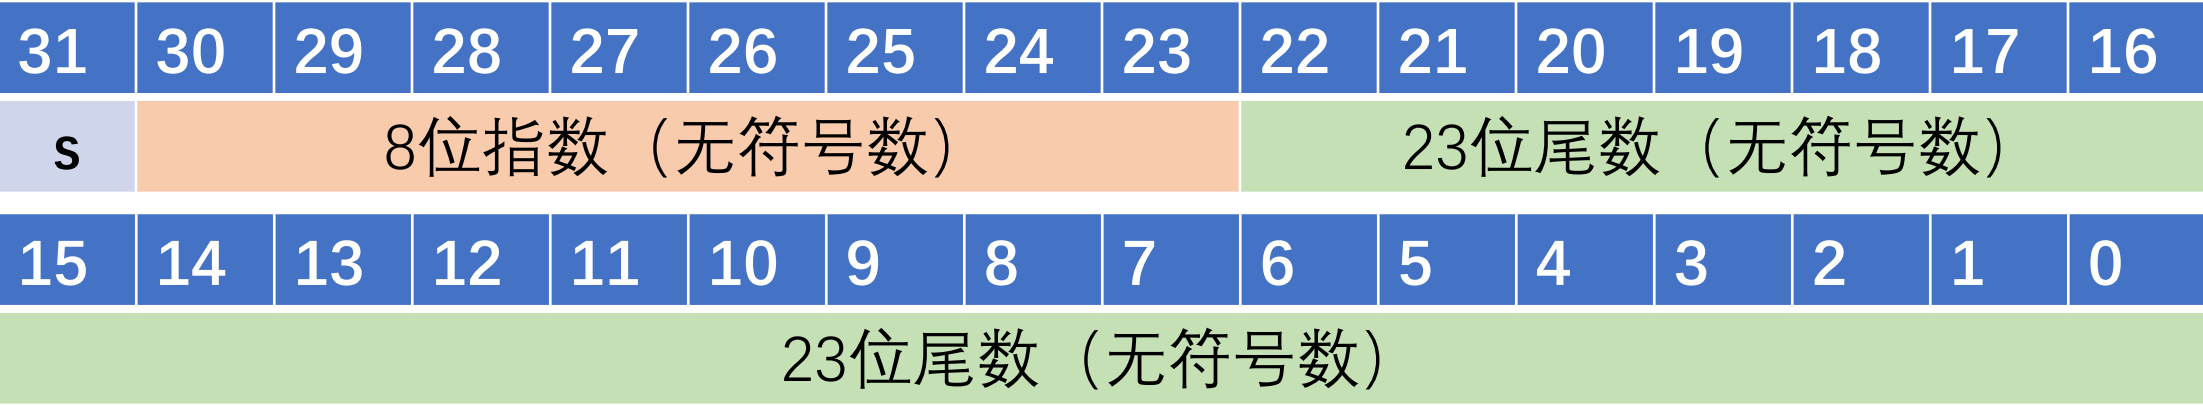 31 30 29 28 27 26 25 24 23 22 21 20 19 18 17 16
s 8位指数（无符号数） 23位尾数（无符号数）
15 14 13 12 11 10 9 8 7 6 5 4 3 2 1 0
23位尾数（无符号数）